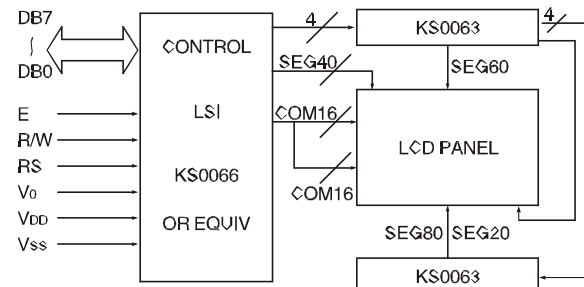 DB7
~
DB0
E
R/W
RS
V0
VDD
VSS
CONTROL
LSI
KS0066
OR EQUIV
4
SEG40
COM16
COM16
KS0063
4
SEG60
LCD PANEL
SEG80 SEG20
KS0063